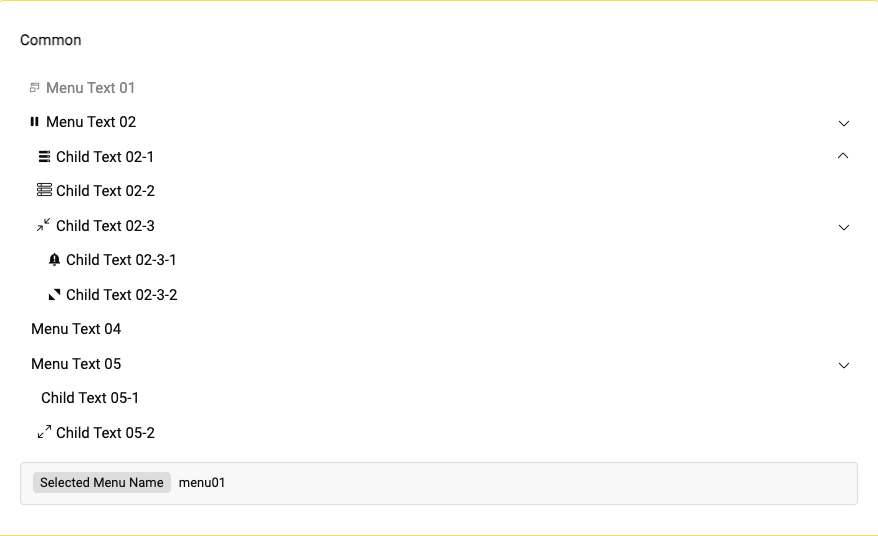 Common
Menu Text 01
Menu Text 02
Child Text 02-1
Child Text 02-2
Child Text 02-3
Child Text 02-3-1
Child Text 02-3-2
Menu Text 04
Menu Text 05
Child Text 05-1
Child Text 05-2
Selected Menu Name menu01